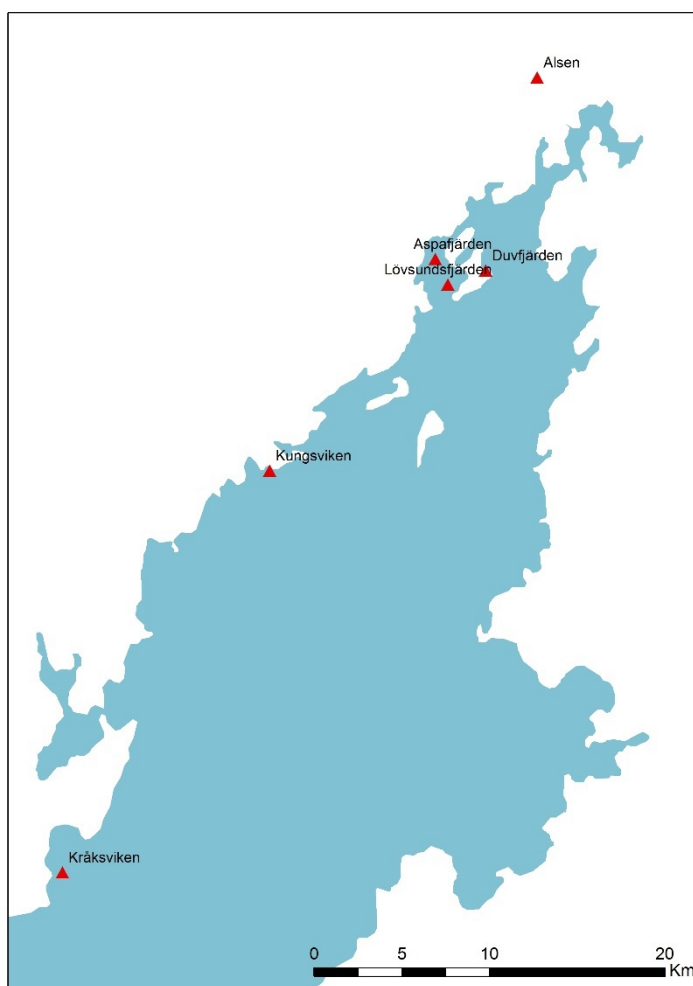 Alsen
Aspafjärden
Duvfjärden
Lövsundsfjärden
Kungsviken
Kråksviken
0 5 10 20
Km